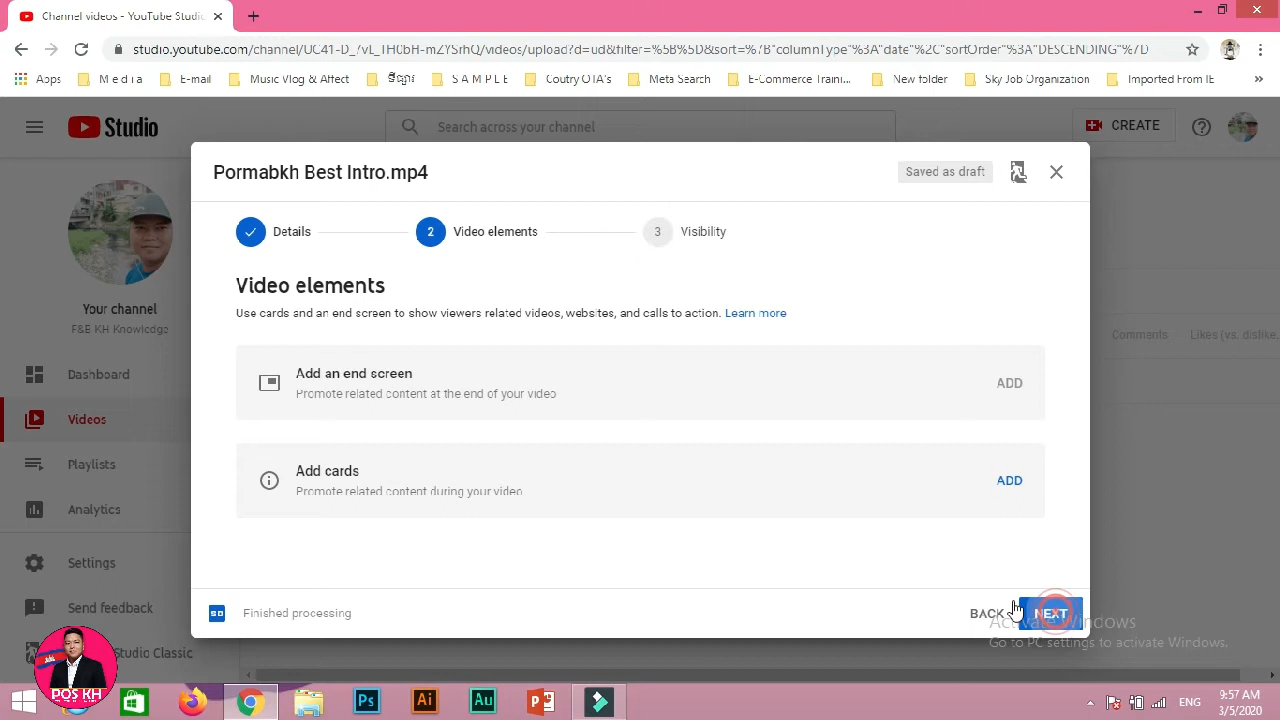 Channel videos - YouTube Studio
studio.youtube.com/channel/UC41-D_7vL_TH0bH-mZYSrhQ/videos/upload?d=ud&filter=%5B%5D&sort=%7B"columnType"%3A"date"%2C"sortOrder"%3A"DESCENDING"%7D
Apps
M e d i a
E-mail
Music Vlog & Affect
S A M P L E
Coutry OTA's
Meta Search
E-Commerce Traini...
New folder
Sky Job Organization
Imported From IE
»
Studio
Search across your channel
CREATE
Pormabkh Best Intro.mp4
Saved as draft
Details
2
Video elements
3
Visibility
Video elements
Use cards and an end screen to show viewers related videos, websites, and calls to action. Learn more
Your channel
F&E KH Knowledge
Comments
Likes (vs. dislike.
Add an end screen
Promote related content at the end of your video
ADD
Dashboard
Videos
Playlists
Analytics
Add cards
Promote related content during your video
ADD
Settings
Send feedback
Studio Classic
SD
Finished processing
BACK
NEXT
Activate Windows
Go to PC settings to activate Windows.
POS KH
Ps
Ai
Au
ENG
9:57 AM
3/5/2020